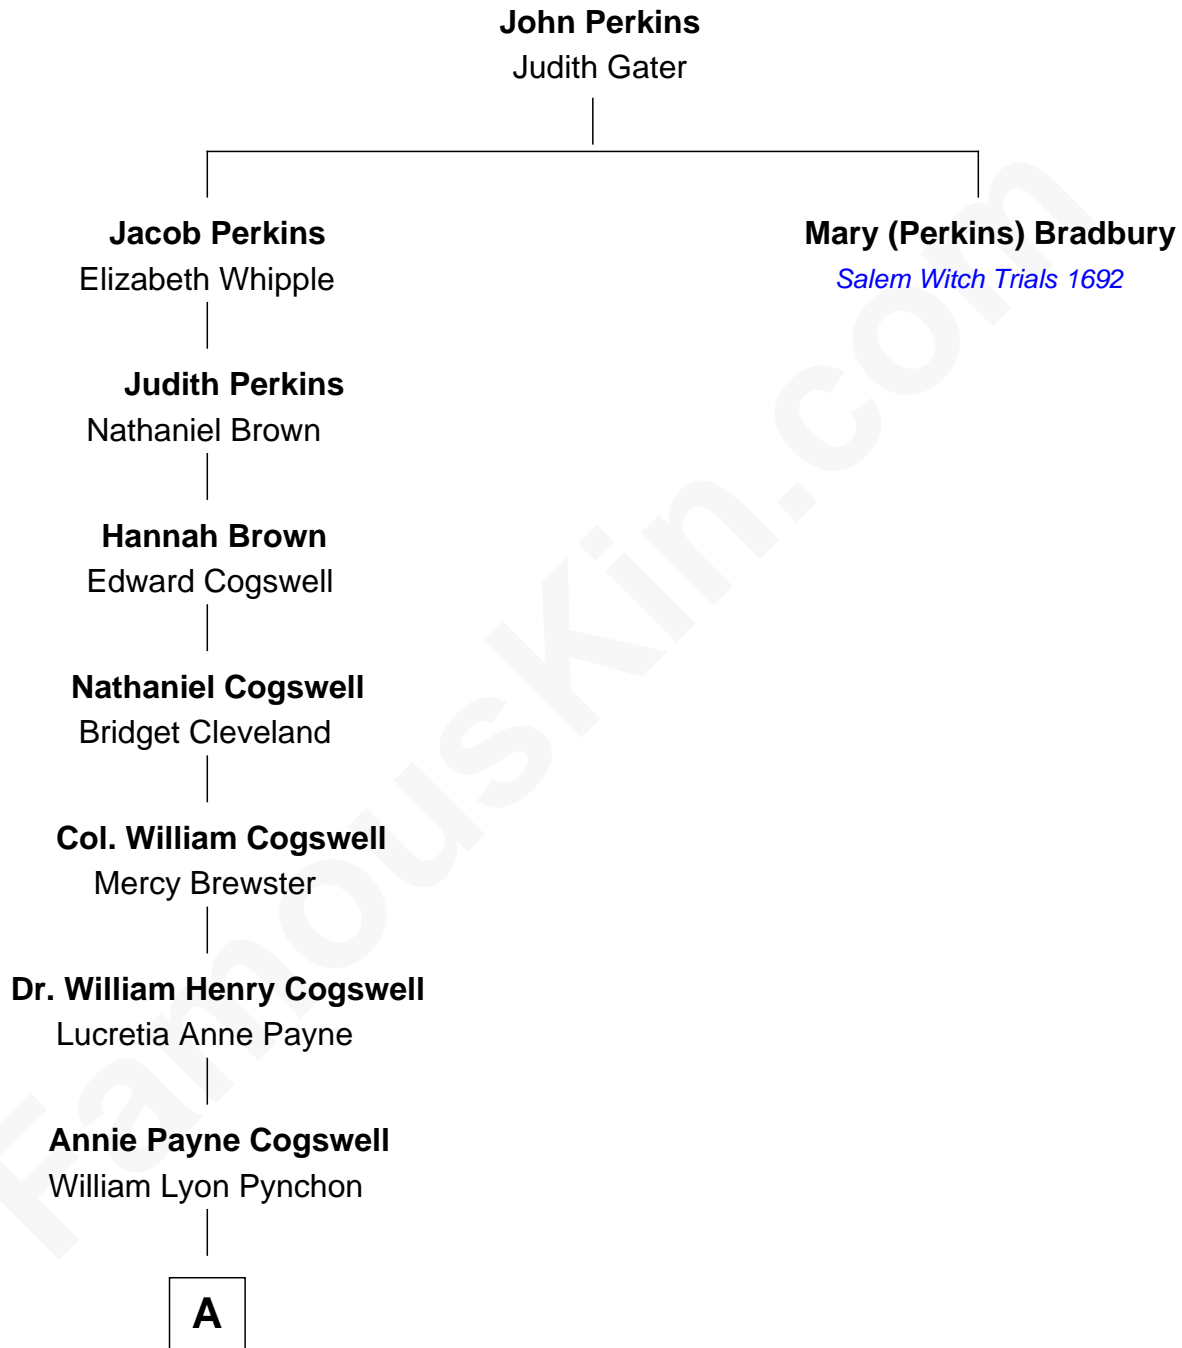 John Perkins
Judith Gater
Jacob Perkins
Elizabeth Whipple
Mary (Perkins) Bradbury
Salem Witch Trials 1692
Judith Perkins
Nathaniel Brown
Hannah Brown
Edward Cogswell
Nathaniel Cogswell
Bridget Cleveland
Col. William Cogswell
Mercy Brewster
Dr. William Henry Cogswell
Lucretia Anne Payne
Annie Payne Cogswell
William Lyon Pynchon
A
FamousKin.com